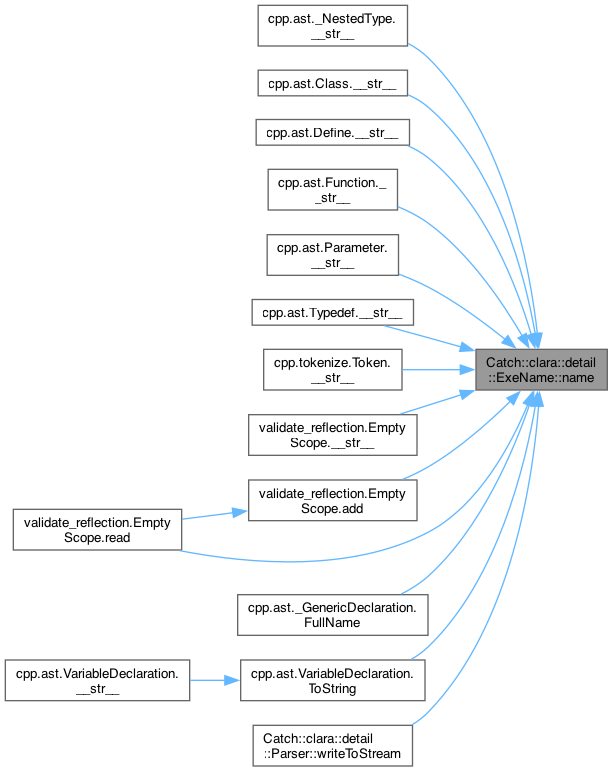 cpp.ast._NestedType.
__str__
cpp.ast.Class.__str__
cpp.ast.Define.__str__
cpp.ast.Function._
_str__
cpp.ast.Parameter.
__str__
cpp.ast.Typedef.__str__
cpp.tokenize.Token.
__str__
Catch::clara::detail
::ExeName::name
validate_reflection.Empty
Scope.__str__
validate_reflection.Empty
Scope.add
validate_reflection.Empty
Scope.read
cpp.ast._GenericDeclaration.
FullName
cpp.ast.VariableDeclaration.
__str__
cpp.ast.VariableDeclaration.
ToString
Catch::clara::detail
::Parser::writeToStream